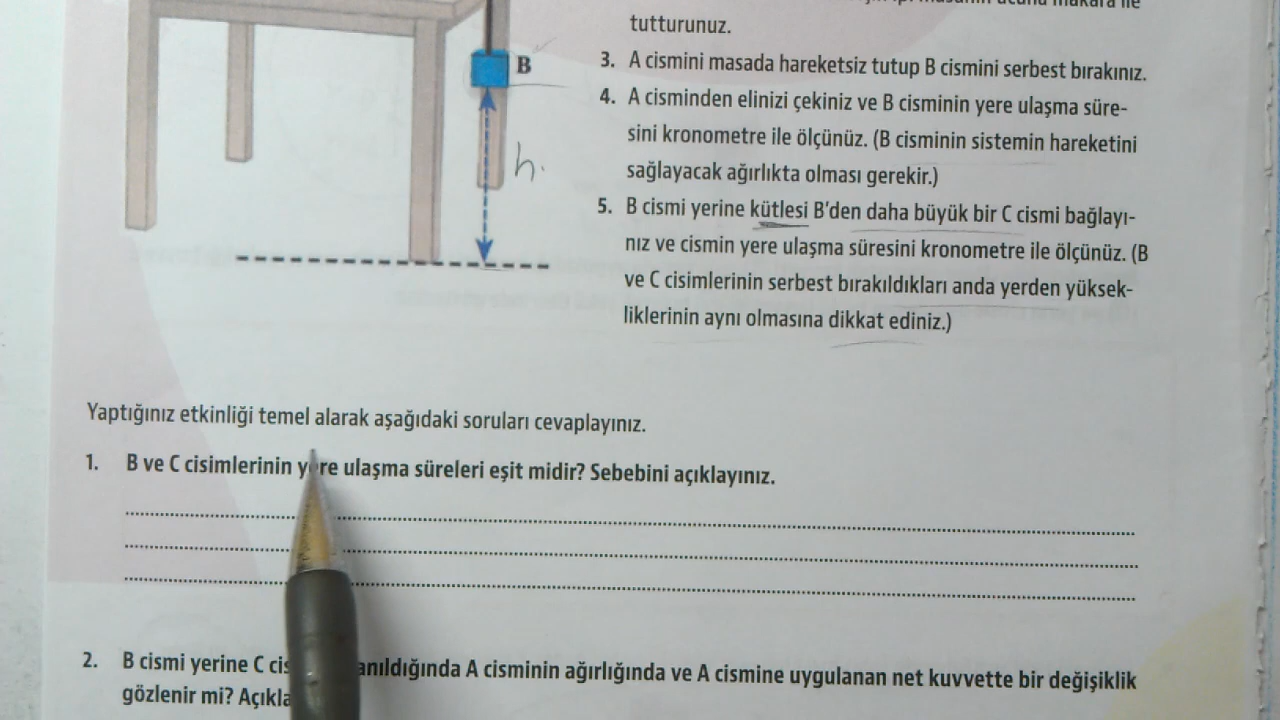 tutturunuz.
3. A cismini masada hareketsiz tutup B cismini serbest bırakınız.
4. A cisminden elinizi çekiniz ve B cisminin yere ulaşma süre-
sini kronometre ile ölçünüz. (B cisminin sistemin hareketini
sağlayacak ağırlıkta olması gerekir.)
5. B cismi yerine kütlesi B'den daha büyük bir C cismi bağlayı-
nız ve cismin yere ulaşma süresini kronometre ile ölçünüz. (B
ve C cisimlerinin serbest bırakıldıkları anda yerden yüksek-
liklerinin aynı olmasına dikkat ediniz.)
B
h.
Yaptığınız etkinliği temel alarak aşağıdaki soruları cevaplayınız.
1. B ve C cisimlerinin yere ulaşma süreleri eşit midir? Sebebini açıklayınız.
2. B cismi yerine C cis anıldığında A cisminin ağırlığında ve A cismine uygulanan net kuvvette bir değişiklik
gözlenir mi? Açıkla